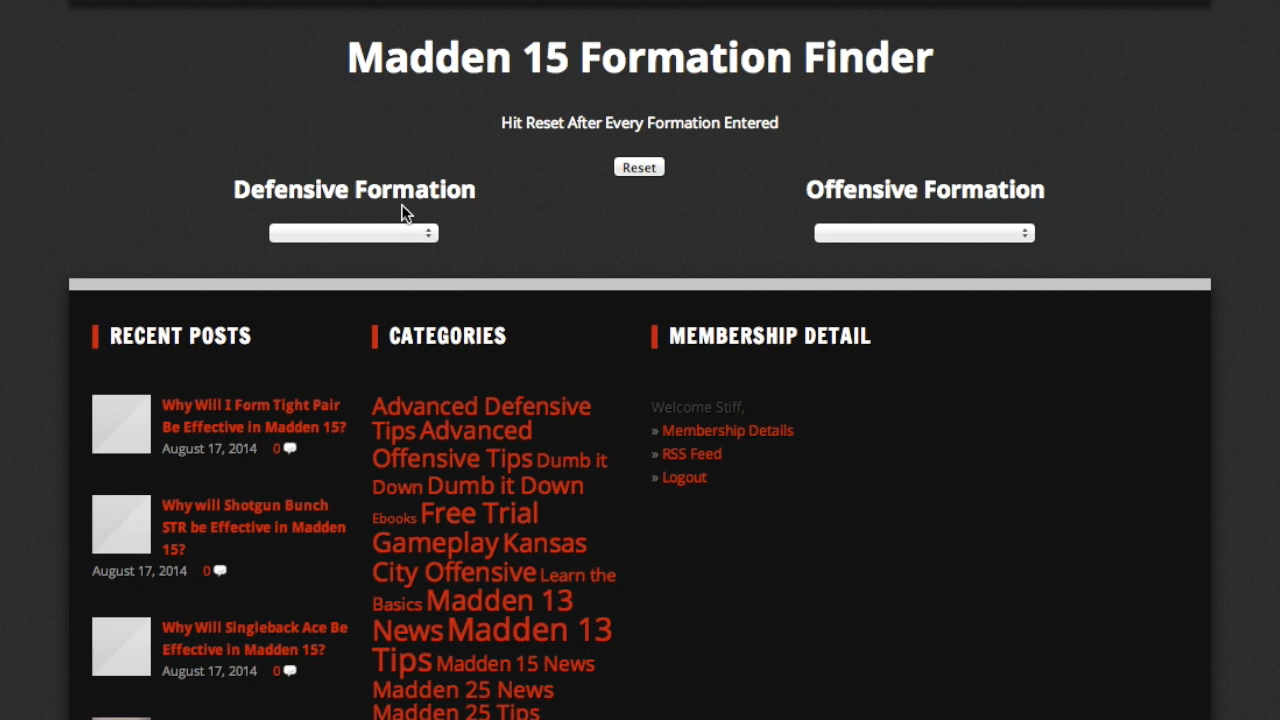 Madden 15 Formation Finder
Hit Reset After Every Formation Entered
Reset
Defensive Formation
Offensive Formation
RECENT POSTS
Why Will I Form Tight Pair
Be Effective in Madden 15?
August 17, 2014 0
Why will Shotgun Bunch
STR be Effective in Madden
15?
August 17, 2014 0
Why Will Singleback Ace Be
Effective in Madden 15?
August 17, 2014 0
CATEGORIES
Advanced Defensive
Tips Advanced
Offensive Tips Dumb it
Down Dumb it Down
Ebooks Free Trial
Gameplay Kansas
City Offensive Learn the
Basics Madden 13
News Madden 13
Tips Madden 15 News
Madden 25 News
Madden 25 Tips
MEMBERSHIP DETAIL
Welcome Stiff,
» Membership Details
» RSS Feed
» Logout